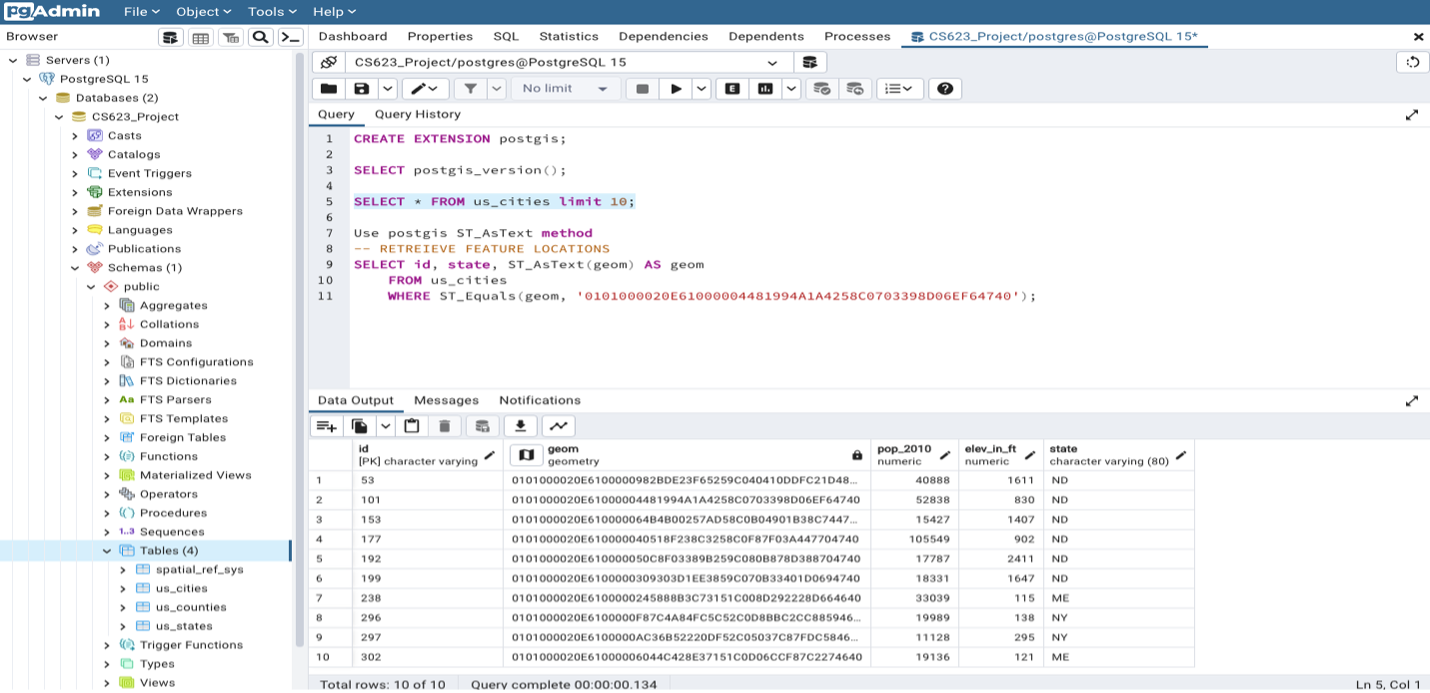 pgAdmin File Object Tools Help
Browser
Dashboard Properties SQL Statistics Dependencies Dependents Processes CS623_Project/postgres@PostgreSQL 15*
Servers (1)
PostgreSQL 15
Databases (2)
CS623_Project
Casts
Catalogs
Event Triggers
Extensions
Foreign Data Wrappers
Languages
Publications
Schemas (1)
public
Aggregates
Collations
Domains
FTS Configurations
FTS Dictionaries
FTS Parsers
FTS Templates
Foreign Tables
Functions
Materialized Views
Operators
Procedures
Sequences
Tables (4)
spatial_ref_sys
us_cities
us_counties
us_states
Trigger Functions
Types
Views
CS623_Project/postgres@PostgreSQL 15
No limit
Query Query History
1 CREATE EXTENSION postgis;
2
3 SELECT postgis_version();
4
5 SELECT * FROM us_cities limit 10;
6
7 Use postgis ST_AsText method
8 -- RETREIEVE FEATURE LOCATIONS
9 SELECT id, state, ST_AsText(geom) AS geom
10 FROM us_cities
11 WHERE ST_Equals(geom, '0101000020E61000004481994A1A4258C0703398D06EF64740');
Data Output Messages Notifications
id geom pop_2010 elev_in_ft state
[PK] character varying geometry numeric numeric character varying (80)
1 53 0101000020E6100000982BDE23F65259C040410DDFC21D48... 40888 1611 ND
2 101 0101000020E61000004481994A1A4258C0703398D06EF64740 52838 830 ND
3 153 0101000020E610000064B4B00257AD58C0B04901B38C7447... 15427 1407 ND
4 177 0101000020E610000040518F238C3258C0F87F03A447704740 105549 902 ND
5 192 0101000020E610000050C8F03389B259C080B878D388704740 17787 2411 ND
6 199 0101000020E6100000309303D1EE3859C070B33401D0694740 18331 1647 ND
7 238 0101000020E6100000245888B3C73151C008D292228D664640 33039 115 ME
8 296 0101000020E6100000F87C4A84FC5C52C0D8BBC2CC885946... 19989 138 NY
9 297 0101000020E6100000AC36B52220DF52C05037C87FDC5846... 11128 295 NY
10 302 0101000020E61000006044C428E37151C0D06CCF87C2274640 19136 121 ME
Total rows: 10 of 10 Query complete 00:00:00.134 Ln 5, Col 1